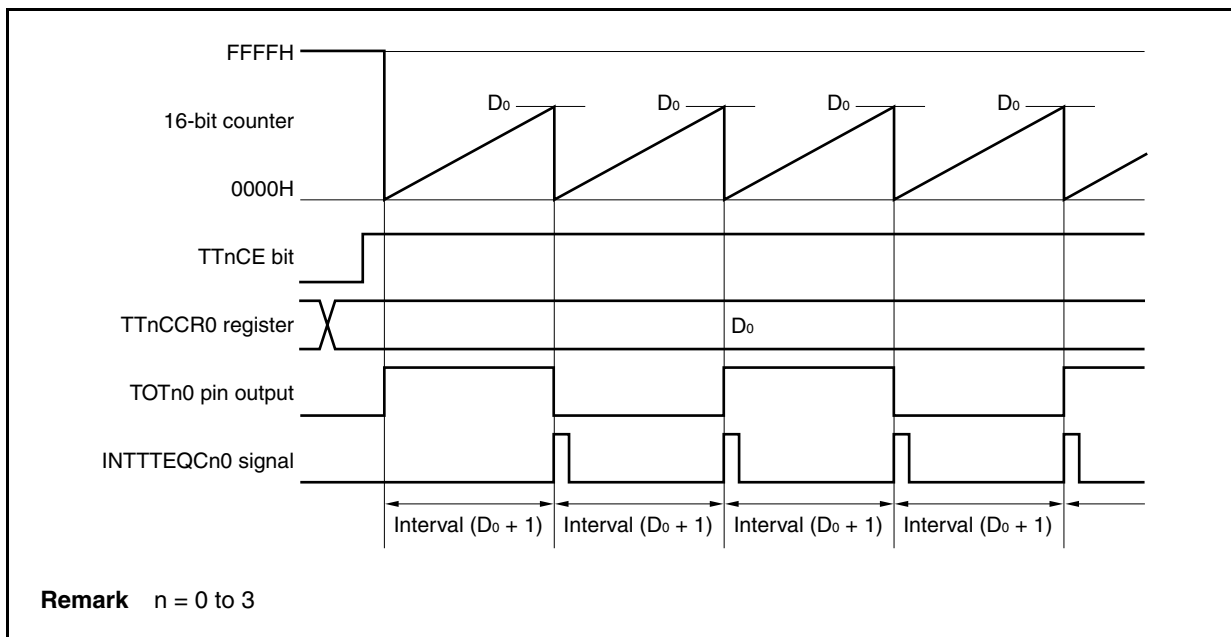 FFFFH
D0 D0 D0 D0
16-bit counter
0000H
TTnCE bit
TTnCCR0 register D0
TOTn0 pin output
INTTTEQCn0 signal
Interval (D0 + 1) Interval (D0 + 1) Interval (D0 + 1) Interval (D0 + 1)
Remark n = 0 to 3